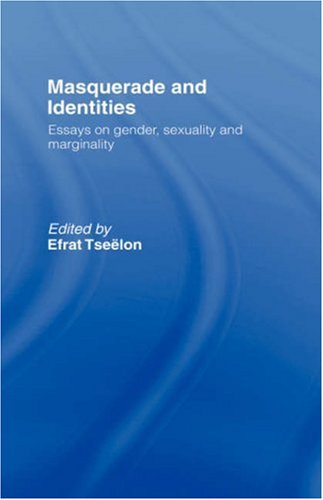 Masquerade and
Identities
Essays on gender, sexuality and
marginality
Edited by
Efrat Tseëlon